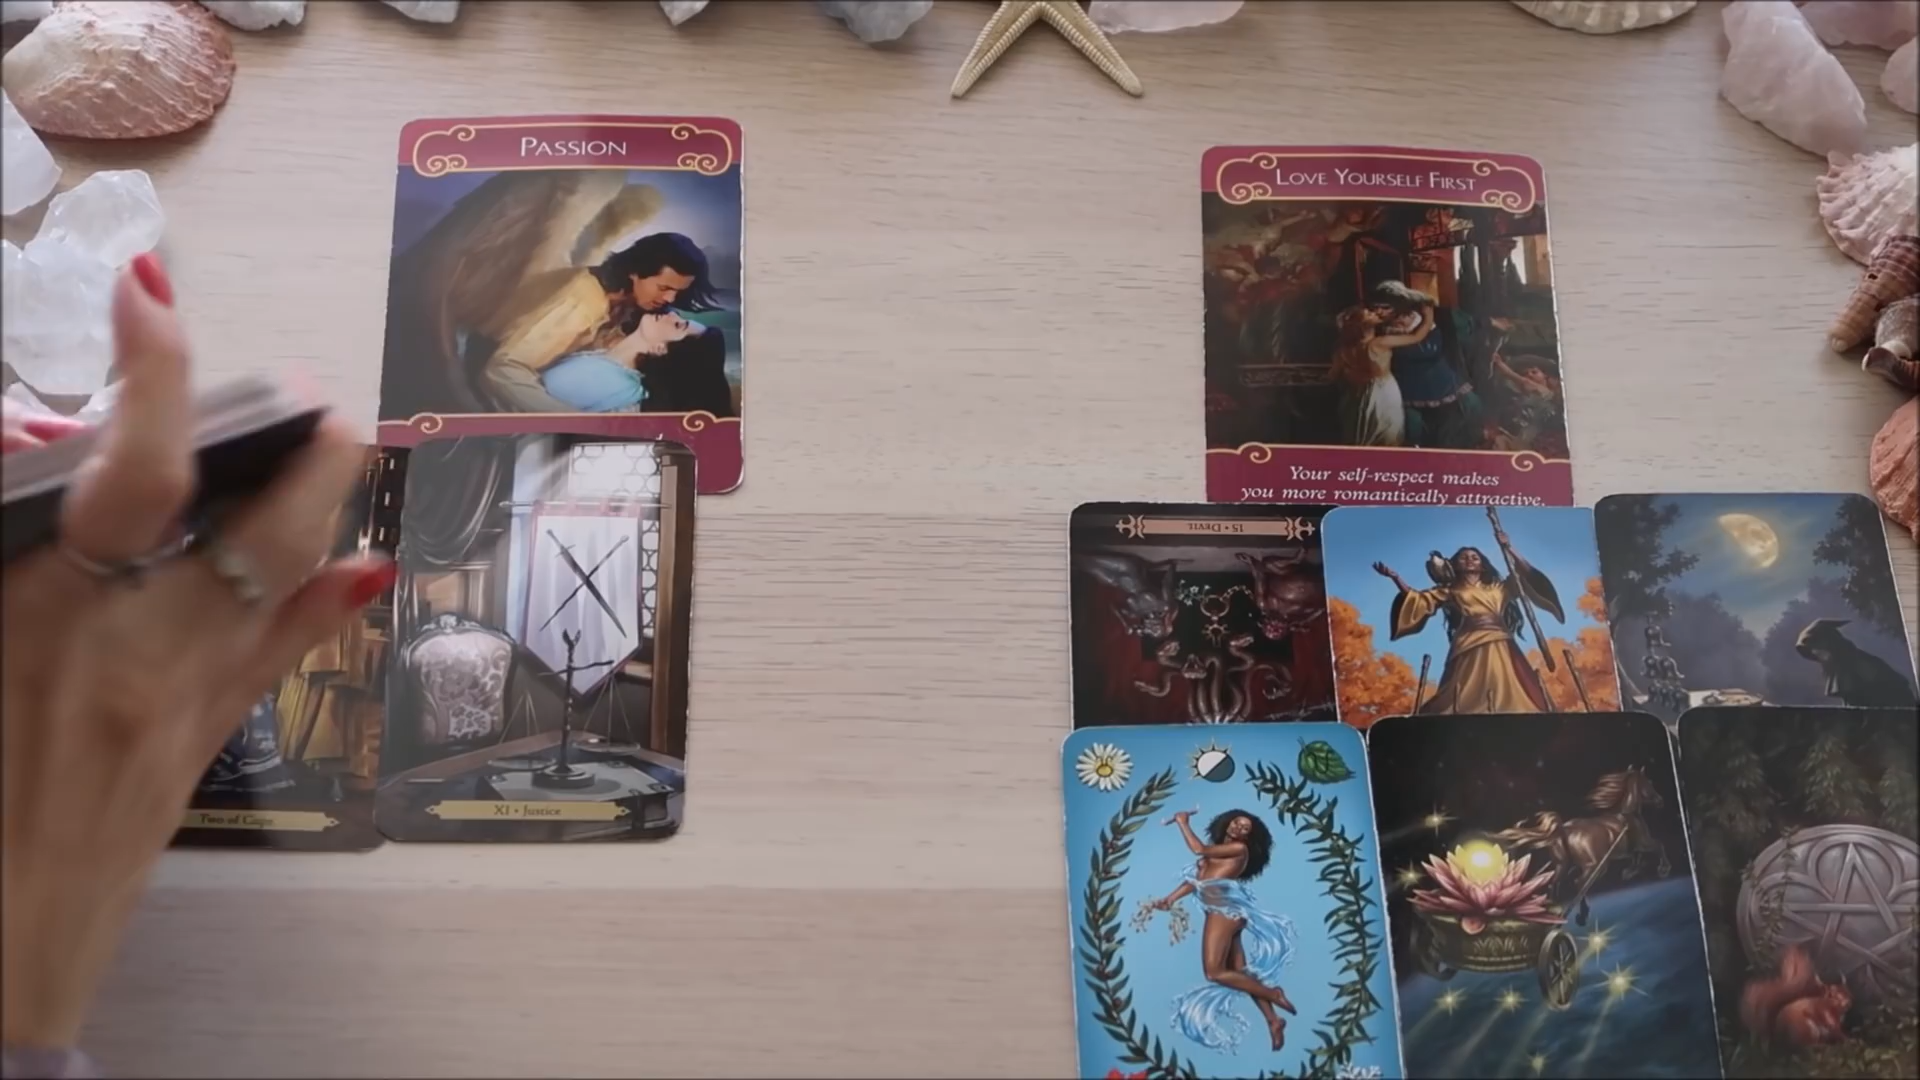 PASSION
LOVE YOURSELF FIRST
Your self-respect makes
you more romantically attractive.
15 • DEVIL
Two of Cups
XI • Justice